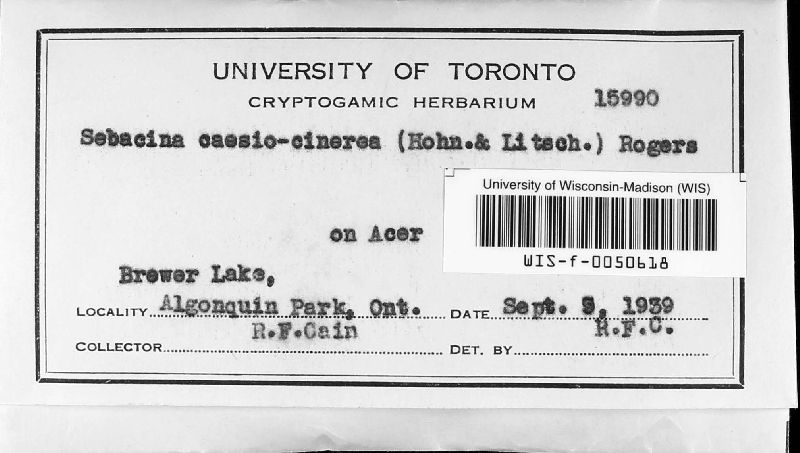 UNIVERSITY OF TORONTO
CRYPTOGAMIC HERBARIUM 15990
Sebacina caesio-cinerea (Hohn.& Litsch.) Rogers
University of Wisconsin-Madison (WIS)
WIS-f-0050618
on Acer
Brewer Lake,
LOCALITY Algonquin Park, Ont. DATE Sept. 9, 1939
COLLECTOR R.F.Cain DET. BY R.F.C.